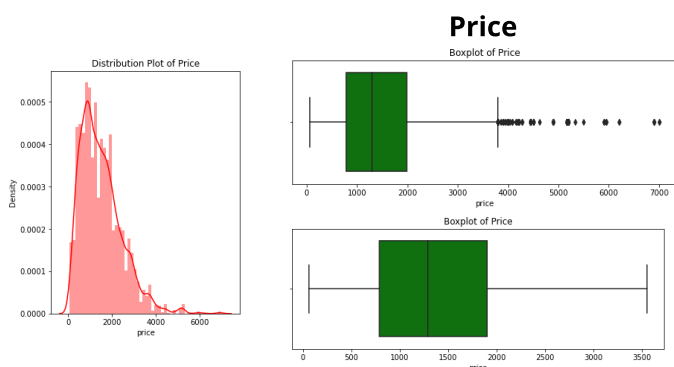 Price
Distribution Plot of Price
0.0005
0.0004
0.0003
0.0002
0.0001
0.0000
Density
0 2000 4000 6000
price
Boxplot of Price
0 1000 2000 3000 4000 5000 6000 7000
price
Boxplot of Price
0 500 1000 1500 2000 2500 3000 3500
price